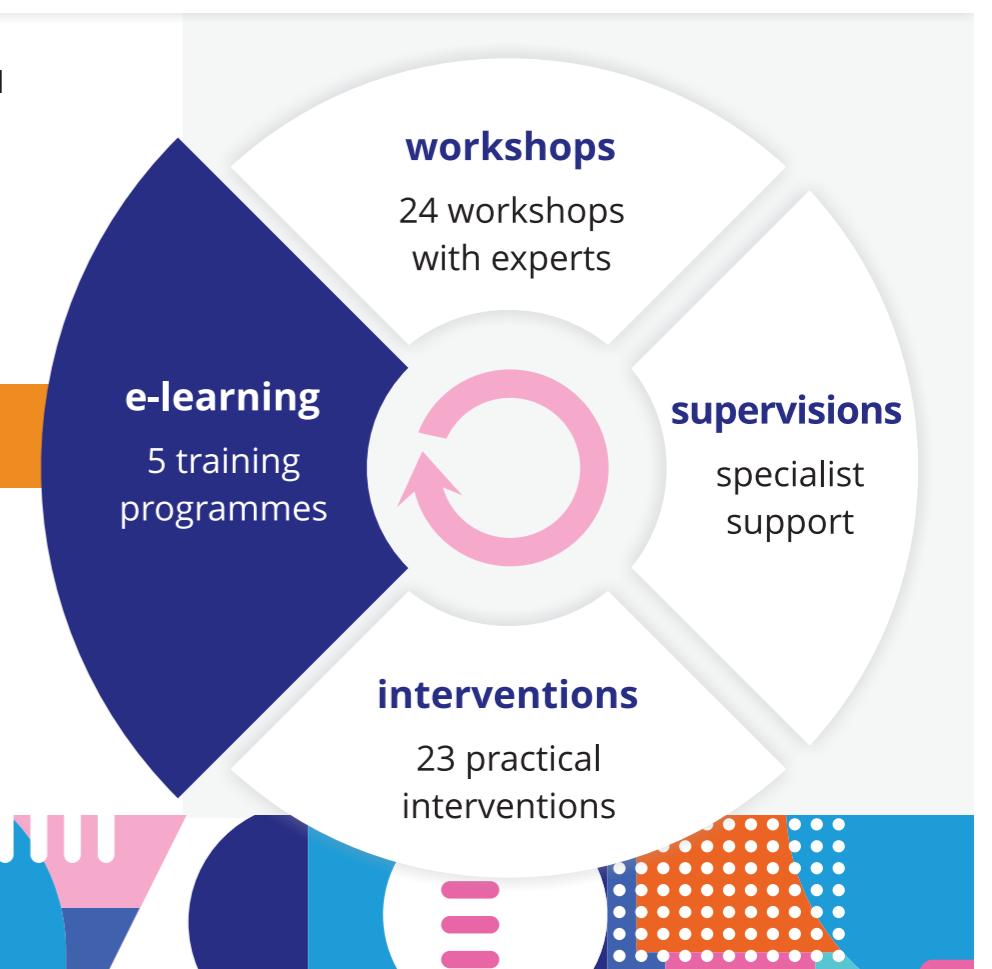 workshops
24 workshops
with experts
e-learning
5 training
programmes
supervisions
specialist
support
interventions
23 practical
interventions